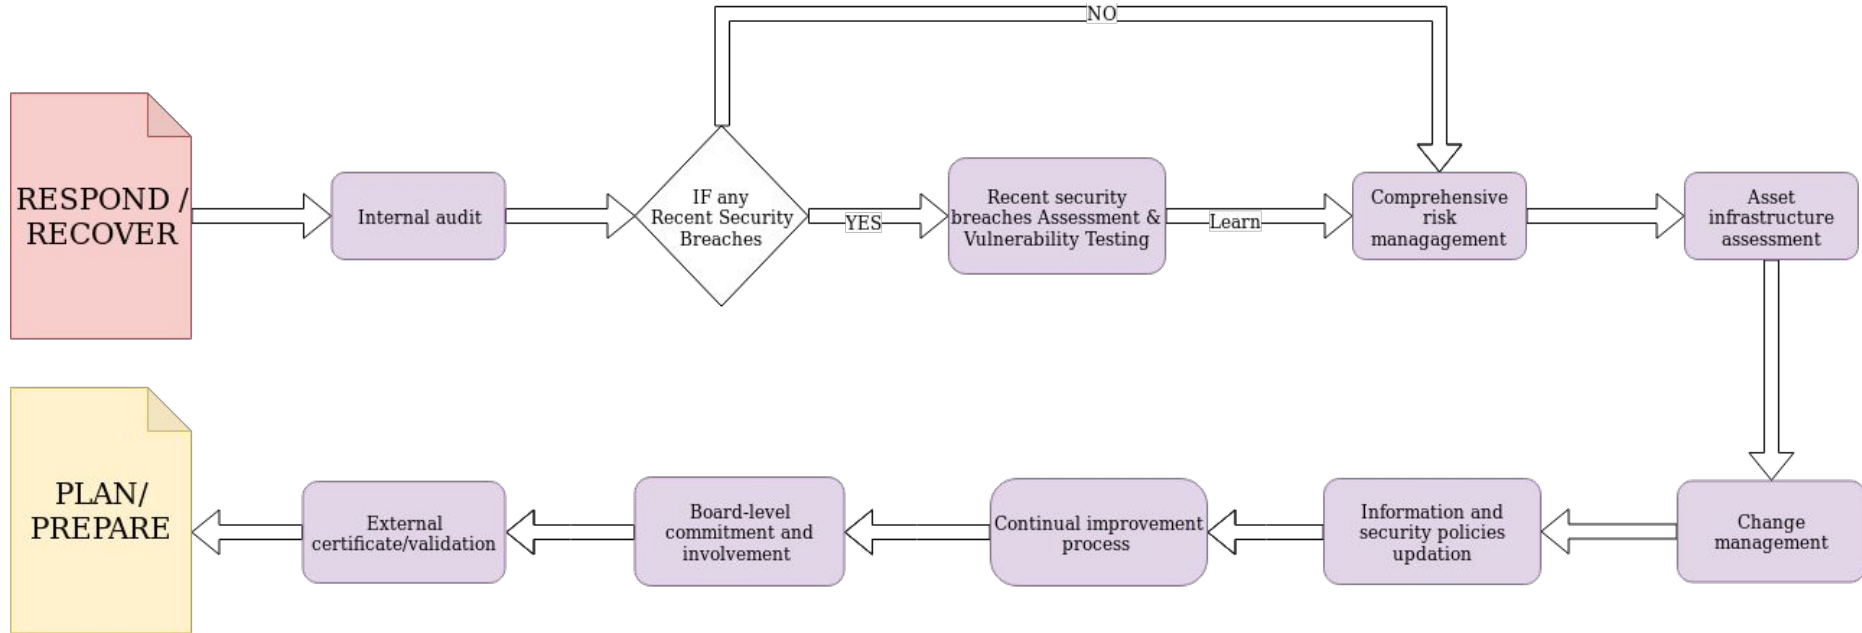 NO
RESPOND /
RECOVER
Internal audit
IF any
Recent Security
Breaches
YES
Recent security
breaches Assessment &
Vulnerability Testing
Learn
Comprehensive
risk
managagement
Asset
infrastructure
assessment
Change
management
Information and
security policies
updation
Continual improvement
process
Board-level
commitment and
involvement
External
certificate/validation
PLAN/
PREPARE